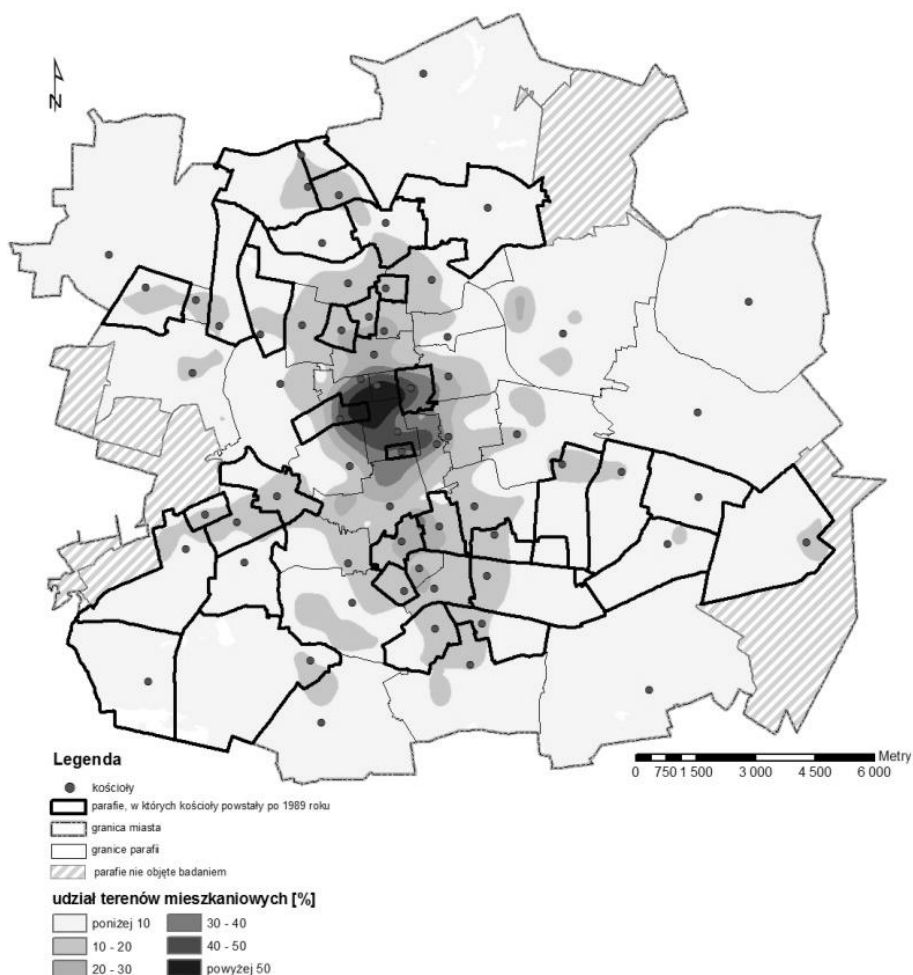 N
Legenda
kościoły
parafie, w których kościoły powstały po 1989 roku
granica miasta
granice parafii
parafie nie objęte badaniem
Metry
0 750 1 500 3 000 4 500 6 000
udział terenów mieszkaniowych [%]
poniżej 10 30 - 40
10 - 20 40 - 50
20 - 30 powyżej 50